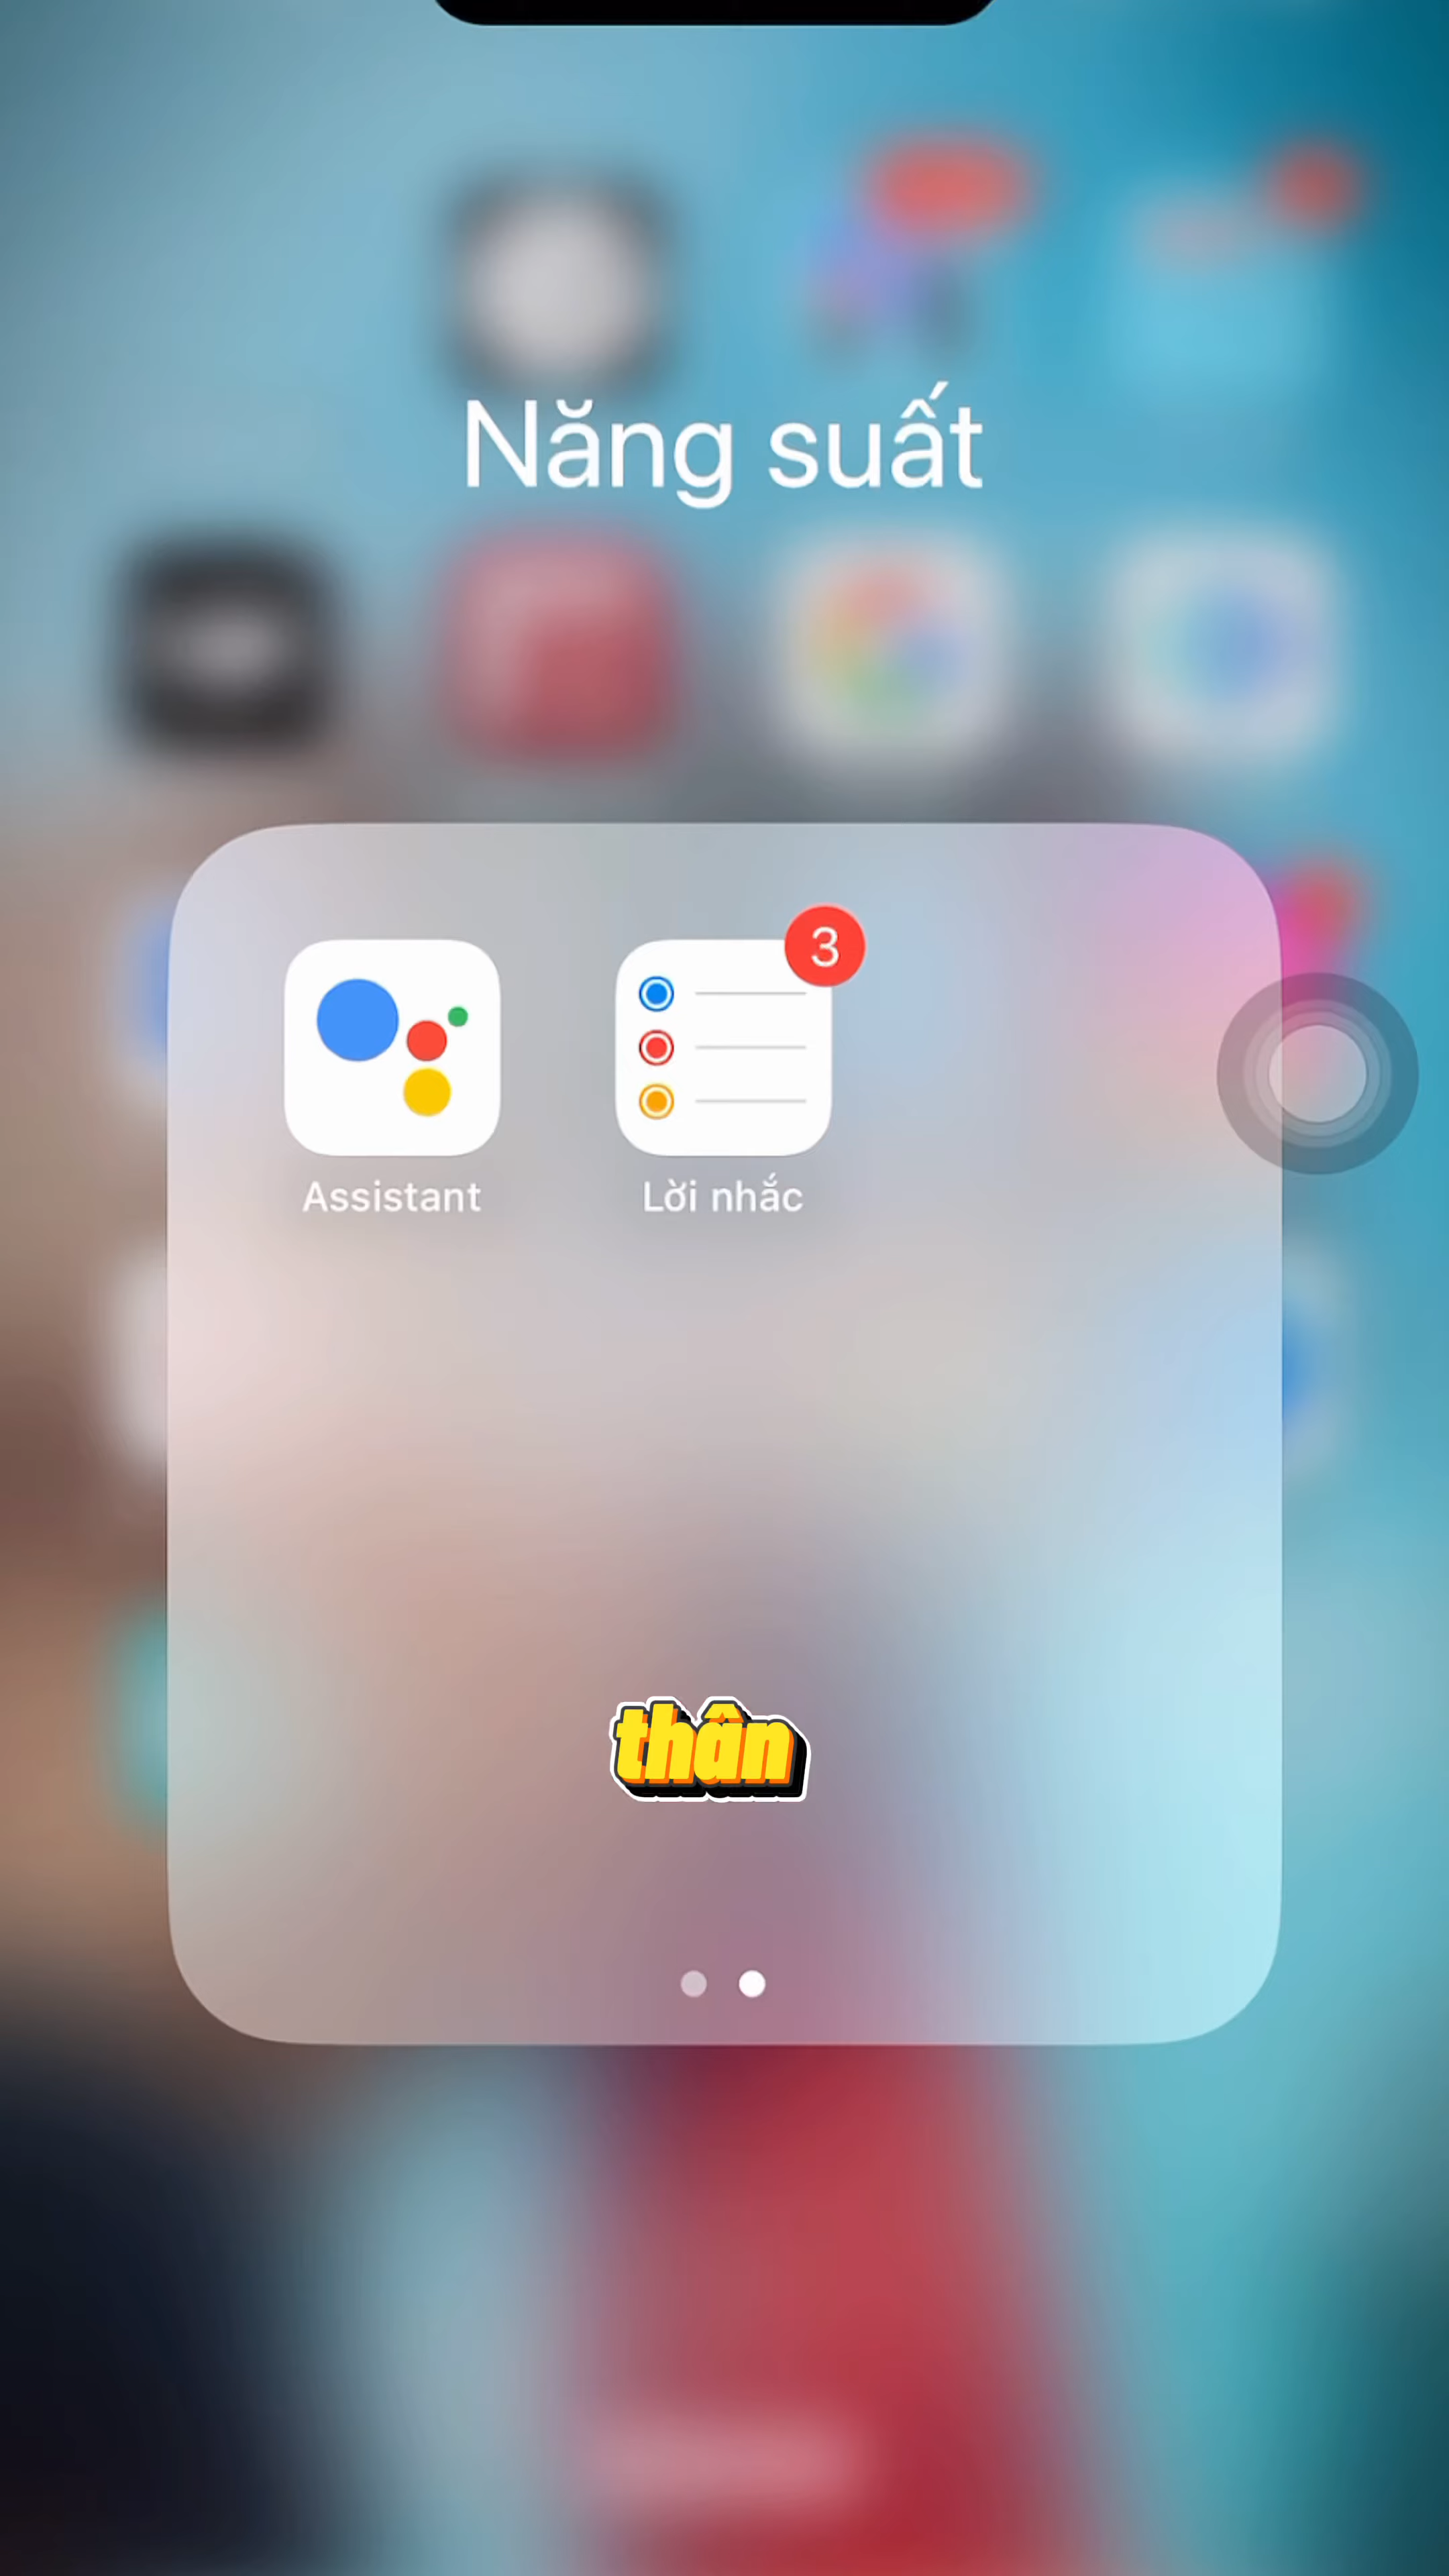 Năng suất
3
Assistant
Lời nhắc
thân